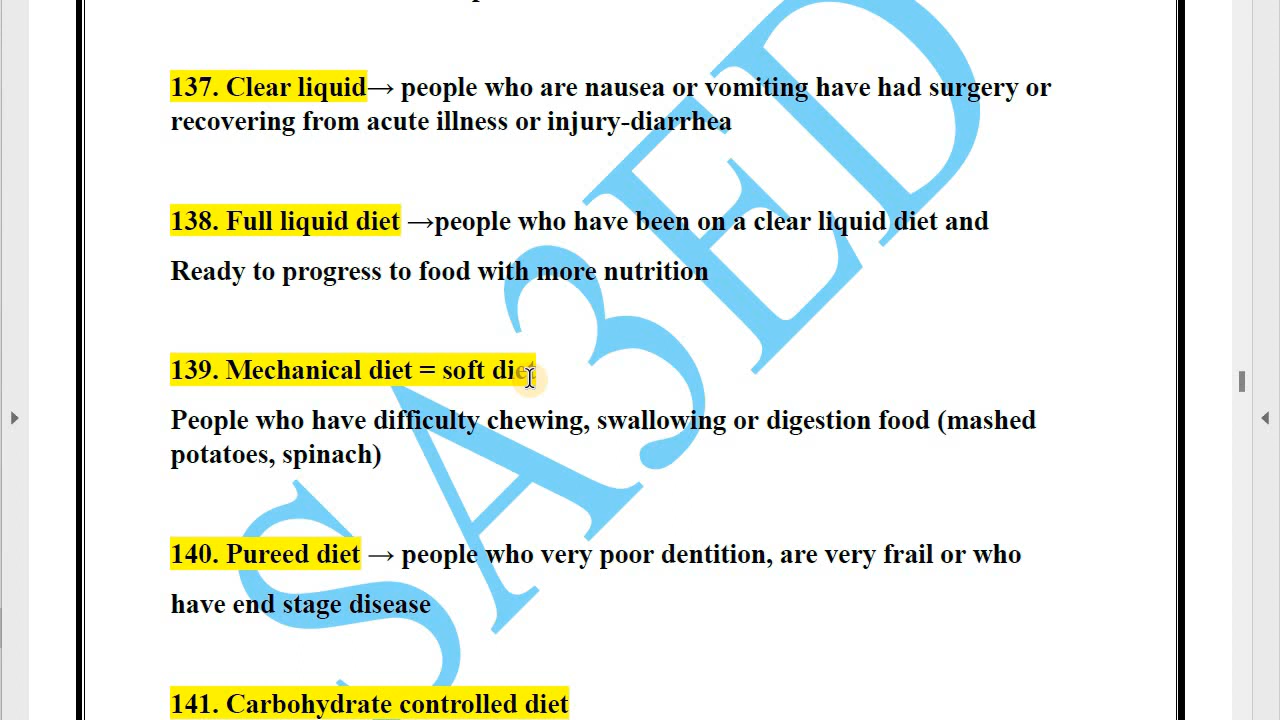 137. Clear liquid→ people who are nausea or vomiting have had surgery or
recovering from acute illness or injury-diarrhea
138. Full liquid diet →people who have been on a clear liquid diet and
Ready to progress to food with more nutrition
139. Mechanical diet = soft diet
People who have difficulty chewing, swallowing or digestion food (mashed
potatoes, spinach)
140. Pureed diet → people who very poor dentition, are very frail or who
have end stage disease
141. Carbohydrate controlled diet
SA3ED